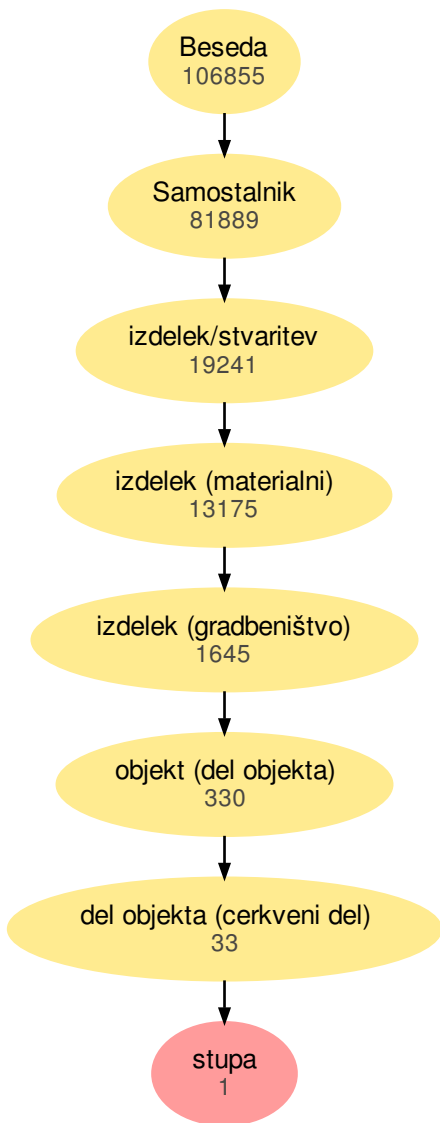 Beseda
106855
Samostalnik
81889
izdelek/stvaritev
19241
izdelek (materialni)
13175
izdelek (gradbeništvo)
1645
objekt (del objekta)
330
del objekta (cerkveni del)
33
stupa
1